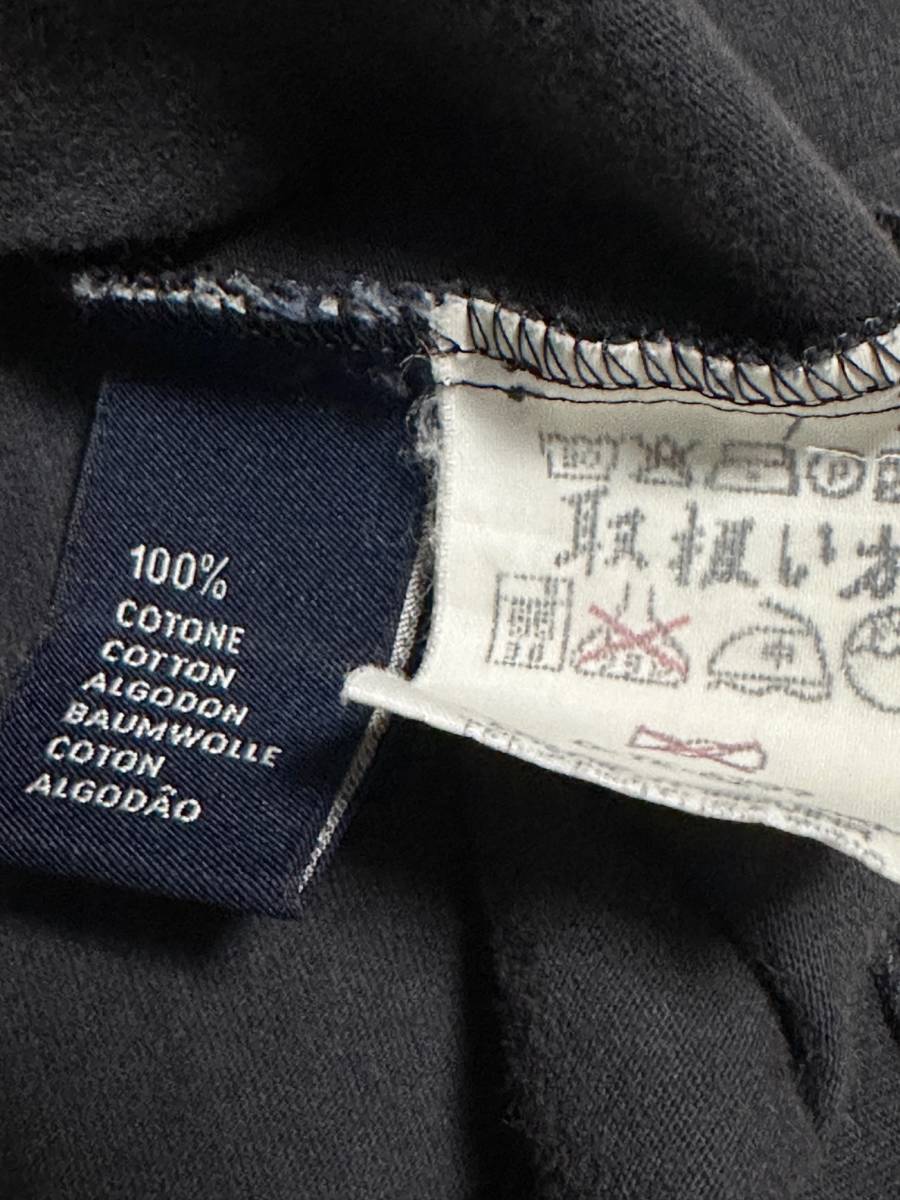 100%
COTONE
COTTON
ALGODON
BAUMWOLLE
COTON
ALGODÃO
取扱い